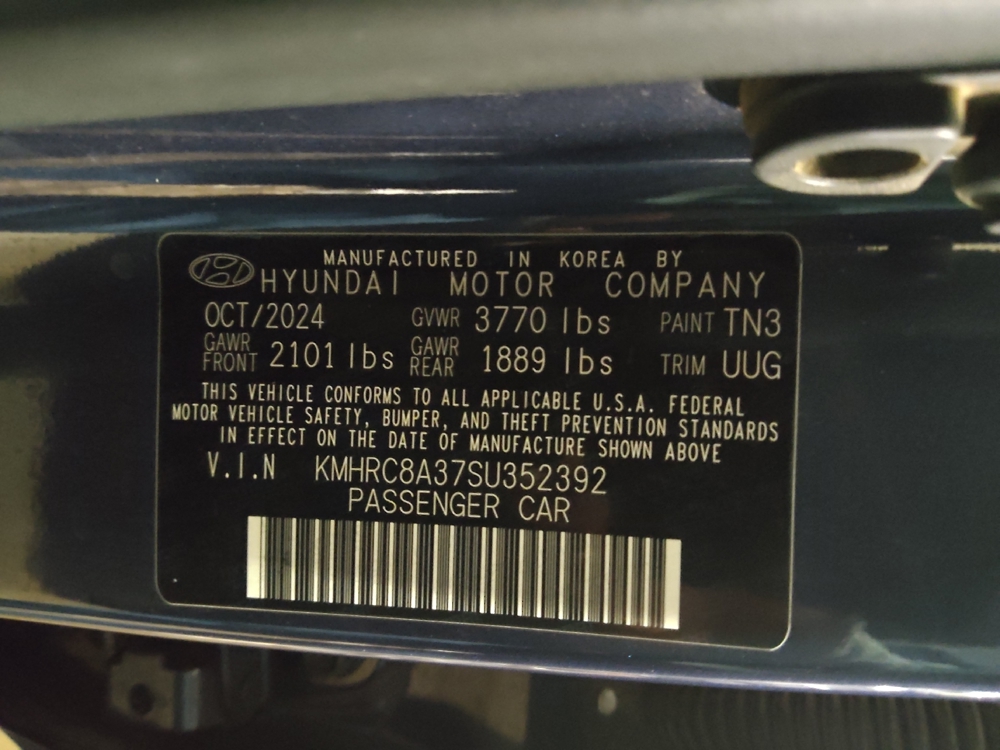 MANUFACTURED IN KOREA BY
HYUNDAI MOTOR COMPANY
OCT/2024 GVWR 3770 lbs PAINT TN3
GAWR FRONT 2101 lbs GAWR REAR 1889 lbs TRIM UUG
THIS VEHICLE CONFORMS TO ALL APPLICABLE U.S.A. FEDERAL
MOTOR VEHICLE SAFETY, BUMPER, AND THEFT PREVENTION STANDARDS
IN EFFECT ON THE DATE OF MANUFACTURE SHOWN ABOVE
V.I.N KMHRC8A37SU352392
PASSENGER CAR